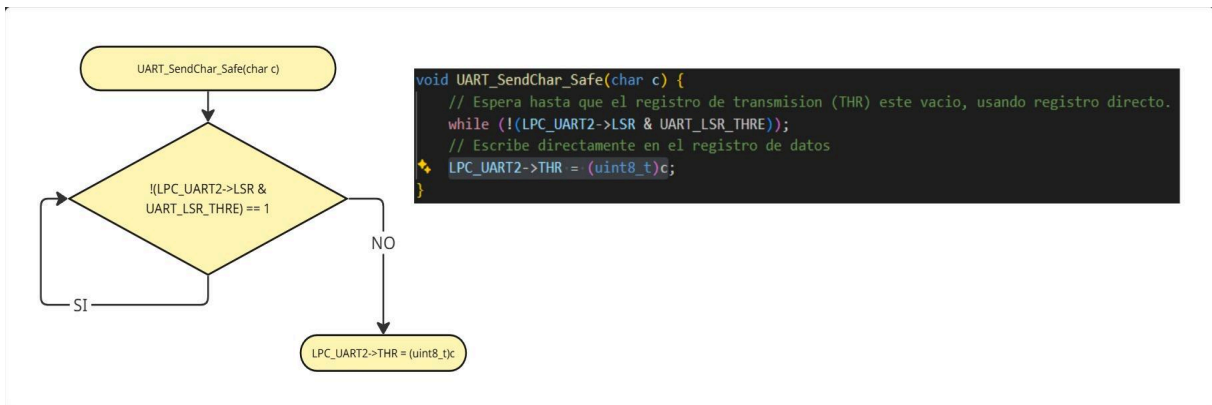 UART_SendChar_Safe(char c)
!(LPC_UART2->LSR &
UART_LSR_THRE) == 1
NO
SI
LPC_UART2->THR = (uint8_t)c
void UART_SendChar_Safe(char c) {
// Espera hasta que el registro de transmision (THR) este vacio, usando registro directo.
while (!(LPC_UART2->LSR & UART_LSR_THRE));
// Escribe directamente en el registro de datos
LPC_UART2->THR = (uint8_t)c;
}